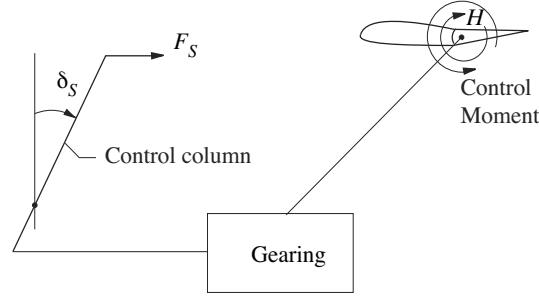 F_S
H
δ_S
Control
Moment
Control column
Gearing